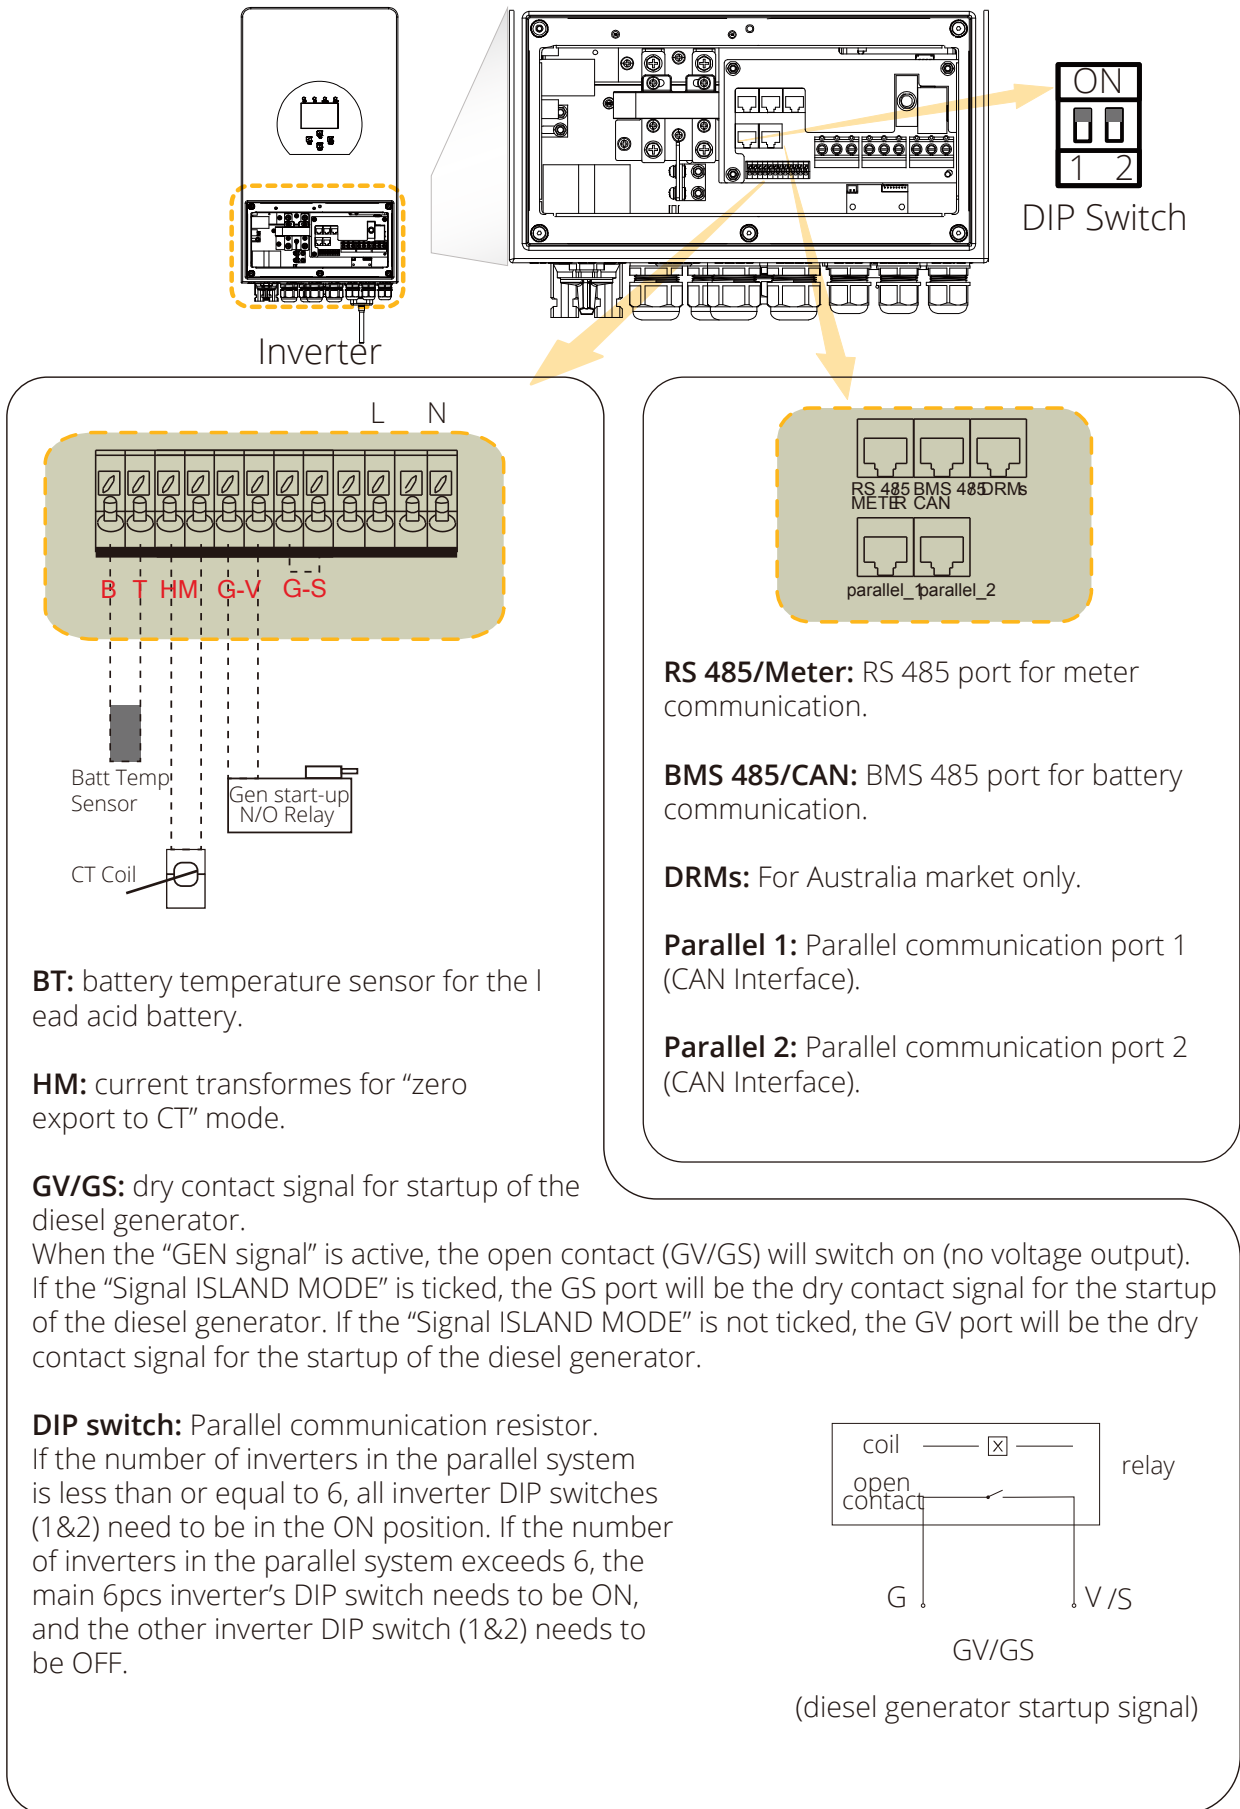 ON
1 2
DIP Switch
Inverter
L N
B T HM G-V G-S
Batt Temp
Sensor
Gen start-up
N/O Relay
CT Coil
RS 485 BMS 485 DRMs
METER CAN
parallel_1 parallel_2
RS 485/Meter: RS 485 port for meter
communication.
BMS 485/CAN: BMS 485 port for battery
communication.
DRMs: For Australia market only.
Parallel 1: Parallel communication port 1
(CAN Interface).
Parallel 2: Parallel communication port 2
(CAN Interface).
BT: battery temperature sensor for the l
ead acid battery.
HM: current transformes for “zero
export to CT” mode.
GV/GS: dry contact signal for startup of the
diesel generator.
When the “GEN signal” is active, the open contact (GV/GS) will switch on (no voltage output).
If the “Signal ISLAND MODE” is ticked, the GS port will be the dry contact signal for the startup
of the diesel generator. If the “Signal ISLAND MODE” is not ticked, the GV port will be the dry
contact signal for the startup of the diesel generator.
DIP switch: Parallel communication resistor.
If the number of inverters in the parallel system
is less than or equal to 6, all inverter DIP switches
(1&2) need to be in the ON position. If the number
of inverters in the parallel system exceeds 6, the
main 6pcs inverter’s DIP switch needs to be ON,
and the other inverter DIP switch (1&2) needs to
be OFF.
coil
open
contact
relay
G V /S
GV/GS
(diesel generator startup signal)